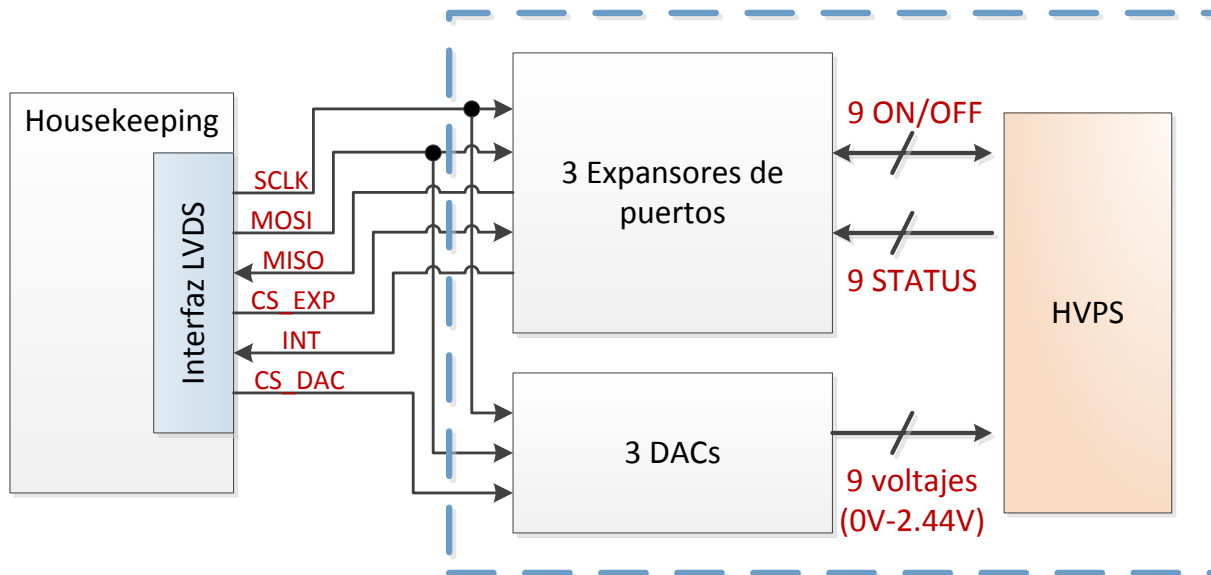 Housekeeping
Interfaz LVDS
SCLK
MOSI
MISO
CS_EXP
INT
CS_DAC
3 Expansores de
puertos
3 DACs
9 ON/OFF
9 STATUS
9 voltajes
(0V-2.44V)
HVPS